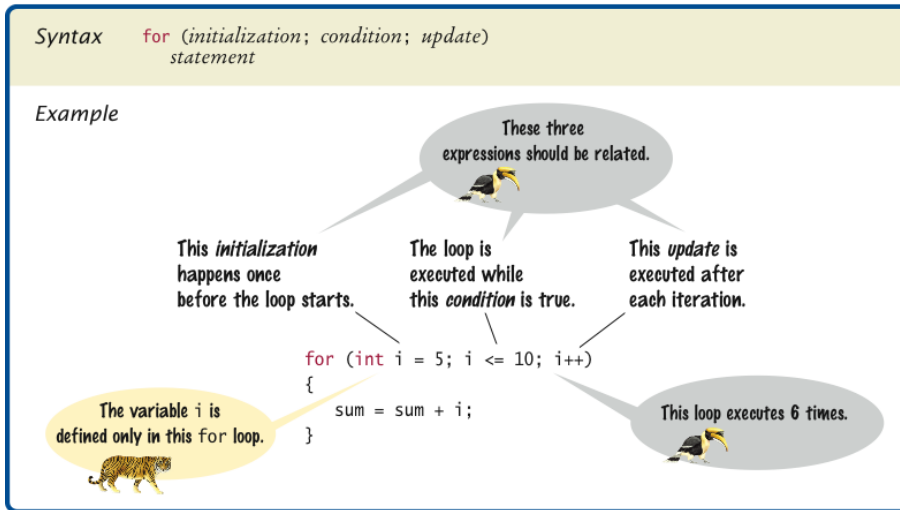 Syntax for (initialization; condition; update)
statement
Example
These three
expressions should be related.
This initialization
happens once
before the loop starts.
The loop is
executed while
this condition is true.
This update is
executed after
each iteration.
for (int i = 5; i <= 10; i++)
{
sum = sum + i;
}
The variable i is
defined only in this for loop.
This loop executes 6 times.